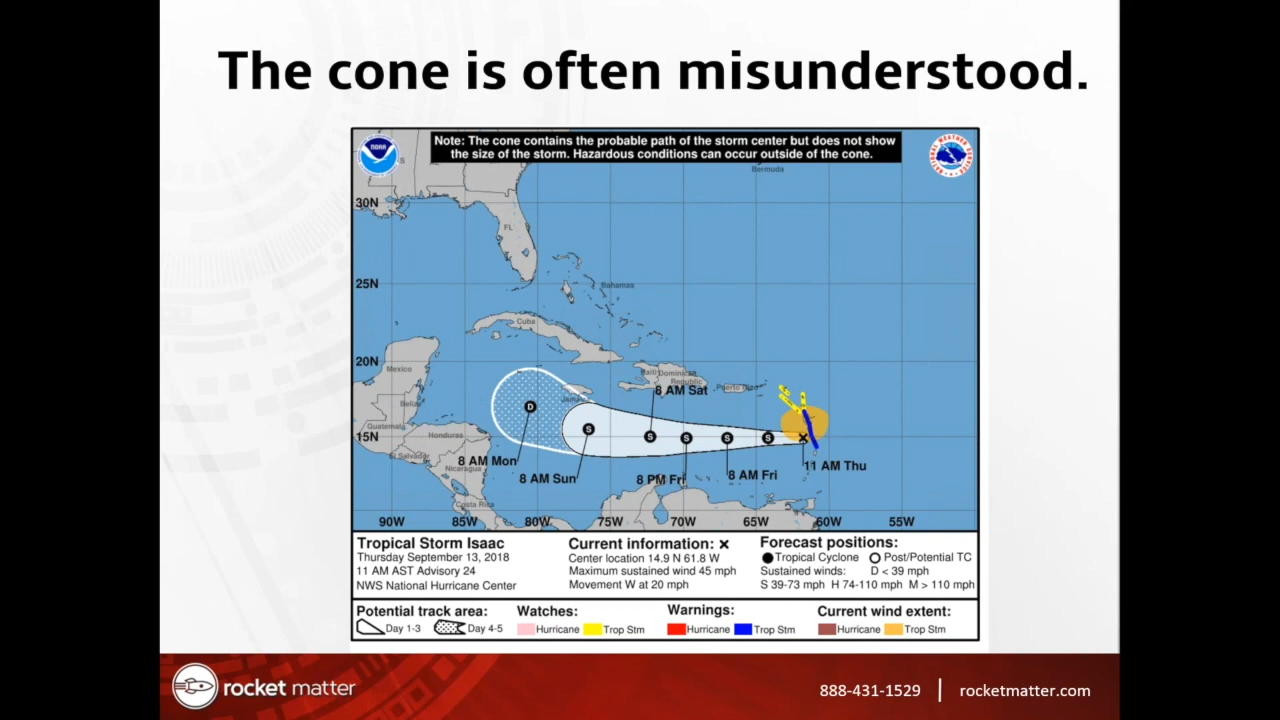 The cone is often misunderstood.
Note: The cone contains the probable path of the storm center but does not show
the size of the storm. Hazardous conditions can occur outside of the cone.
NOAA
NATIONAL WEATHER SERVICE
Bermuda
30N
FL
25N
Bahamas
Cuba
20N
Mexico
Haiti
Dominican
Republic
8 AM Sat
Puerto Rico
Belize
Jamaica
D
S
S
S
S
S
Guatemala
15N
Honduras
El Salvador
Nicaragua
8 AM Mon
8 AM Sun
8 PM Fri
8 AM Fri
11 AM Thu
Costa Rica
90W 85W 80W 75W 70W 65W 60W 55W
Tropical Storm Isaac
Thursday September 13, 2018
11 AM AST Advisory 24
NWS National Hurricane Center
Current information: x
Center location 14.9 N 61.8 W
Maximum sustained wind 45 mph
Movement W at 20 mph
Forecast positions:
Tropical Cyclone Post/Potential TC
Sustained winds: D < 39 mph
S 39-73 mph H 74-110 mph M > 110 mph
Potential track area:
Day 1-3 Day 4-5
Watches:
Hurricane Trop Stm
Warnings:
Hurricane Trop Stm
Current wind extent:
Hurricane Trop Stm
rocket matter
888-431-1529 | rocketmatter.com